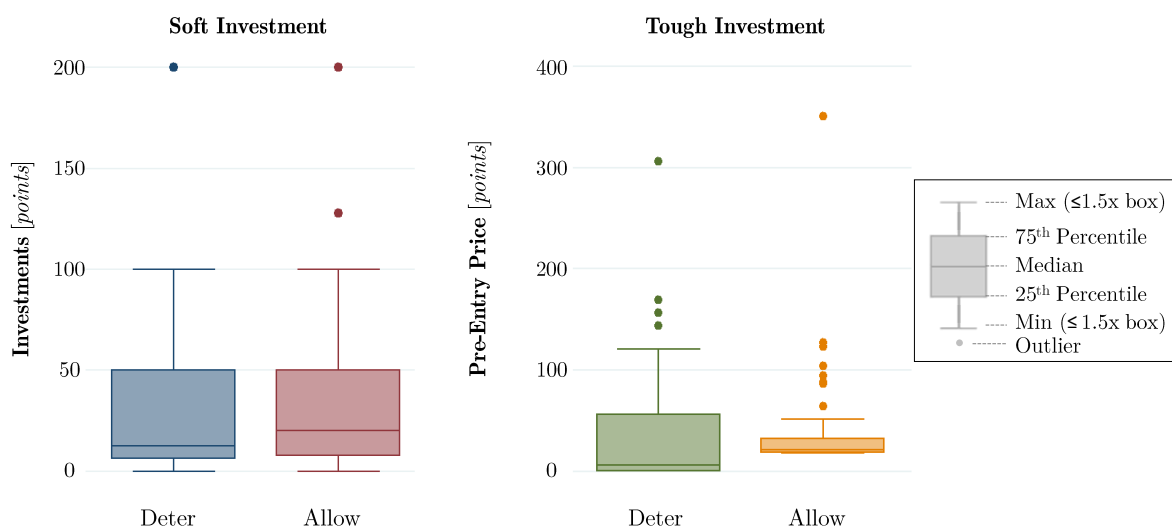 Soft Investment
Investments [points]
200
150
100
50
0
Deter
Allow
Tough Investment
Pre-Entry Price [points]
400
300
200
100
0
Deter
Allow
Max (≤1.5x box)
75th Percentile
Median
25th Percentile
Min (≤ 1.5x box)
Outlier